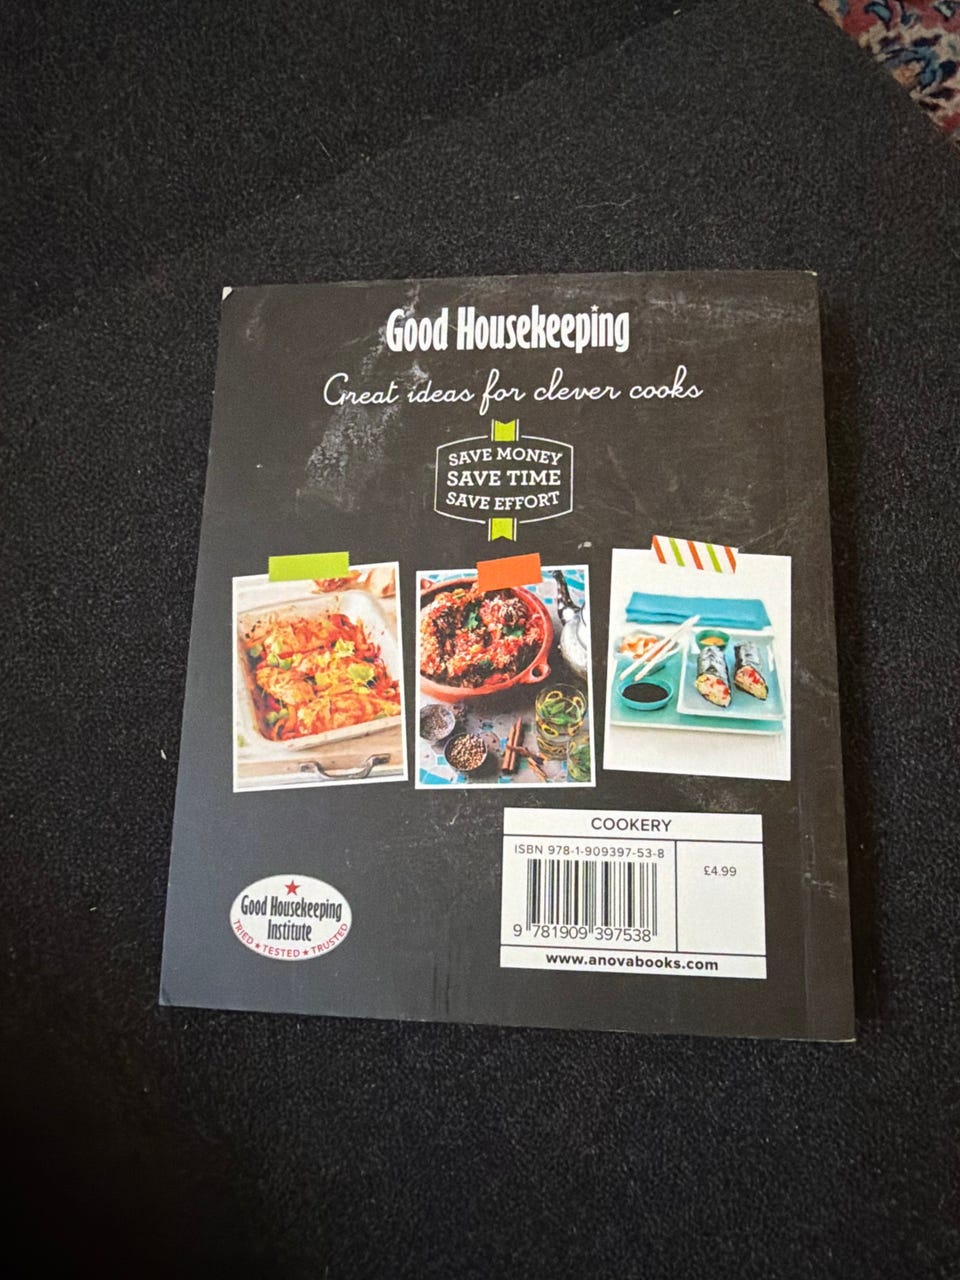 Good Housekeeping
Great ideas for clever cooks
SAVE MONEY
SAVE TIME
SAVE EFFORT
COOKERY
ISBN 978-1-909397-53-8
£4.99
9 781909 397538
www.anovabooks.com
Good Housekeeping
Institute
TRIED ★ TESTED ★ TRUSTED